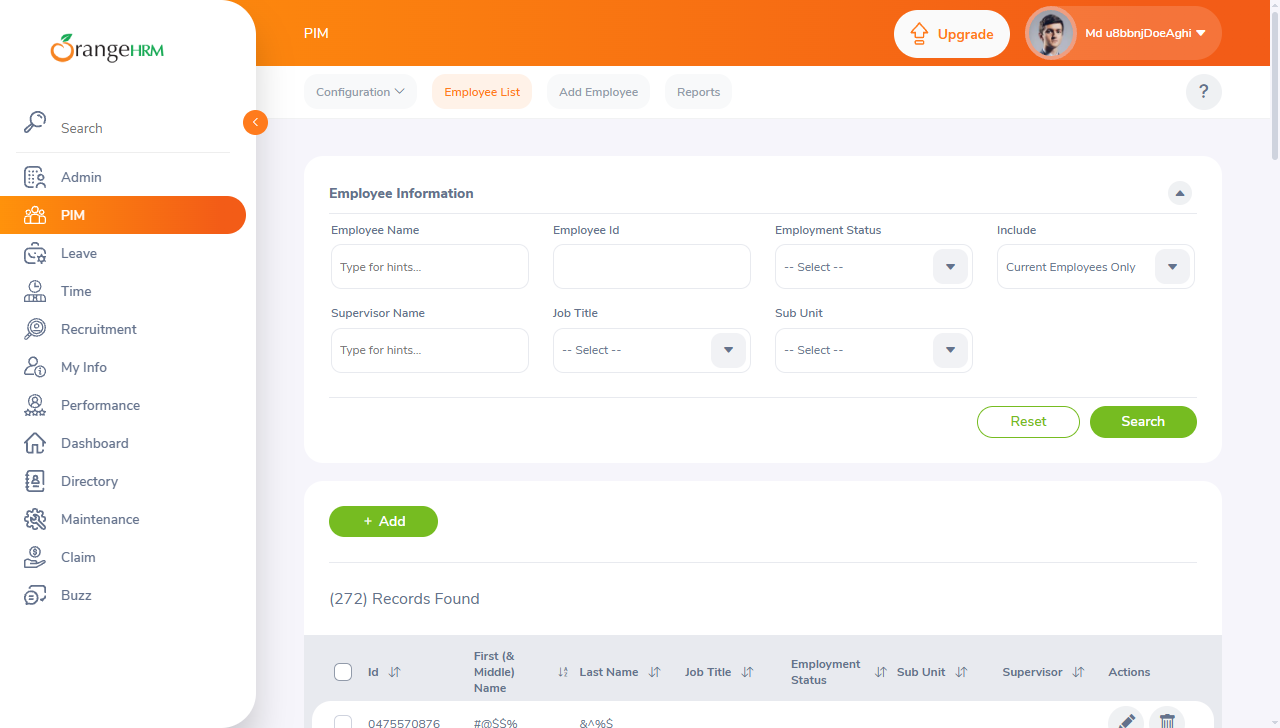 OrangeHRM
PIM
Upgrade
Md u8bbnjDoeAghi
Configuration
Employee List
Add Employee
Reports
?
Search
Admin
PIM
Leave
Time
Recruitment
My Info
Performance
Dashboard
Directory
Maintenance
Claim
Buzz
Employee Information
Employee Name
Employee Id
Employment Status
Include
Type for hints...
-- Select --
Current Employees Only
Supervisor Name
Job Title
Sub Unit
Type for hints...
-- Select --
-- Select --
Reset
Search
+ Add
(272) Records Found
Id
First (& Middle) Name
Last Name
Job Title
Employment Status
Sub Unit
Supervisor
Actions
0475570876
#@$$%
&^%$